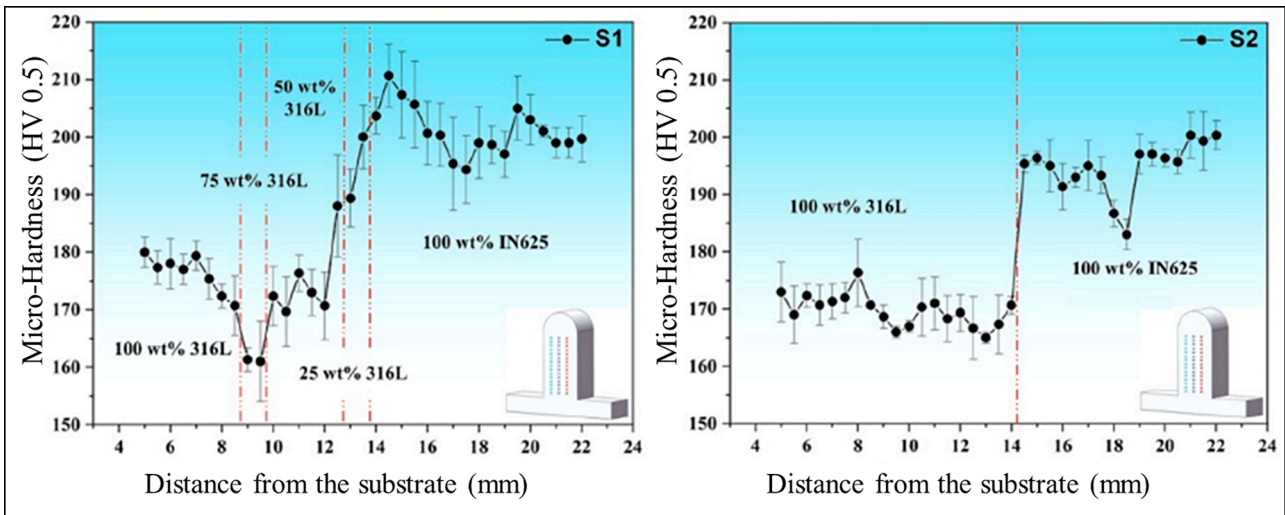 Micro-Hardness (HV 0.5)
220
210
200
190
180
170
160
150
S1
50 wt%
316L
75 wt% 316L
100 wt% IN625
100 wt% 316L
25 wt% 316L
4 6 8 10 12 14 16 18 20 22 24
Distance from the substrate (mm)
Micro-Hardness (HV 0.5)
220
210
200
190
180
170
160
150
S2
100 wt% 316L
100 wt% IN625
4 6 8 10 12 14 16 18 20 22 24
Distance from the substrate (mm)